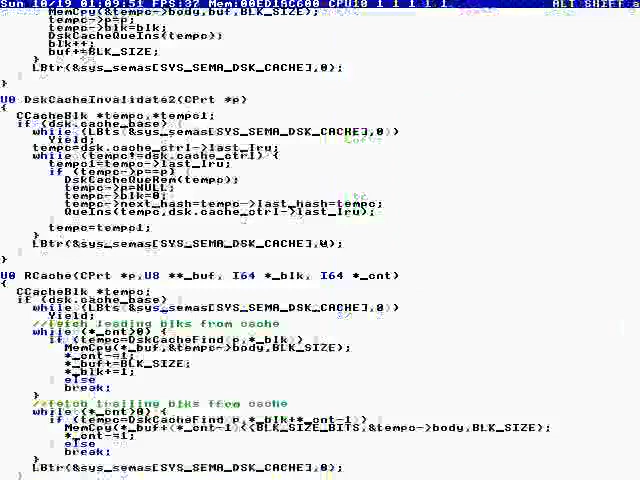 Sun 10/19 01:09:51 FPS:37 Mem:00ED1AC600 CPU10 1 1 1 1 1 ALT SHIFT a
MemCpy(&tempc->body,buf,BLK_SIZE);
tempc->p=p;
tempc->blk=blk;
DskCacheQueIns(tempc);
blk++;
buf+=BLK_SIZE;
}
LBtr(&sys_semas[SYS_SEMA_DSK_CACHE],0);
}
U0 DskCacheInvalidate2(CPrt *p)
{
CCacheBlk *tempc,*tempc1;
if (dsk.cache_base) {
while (LBts(&sys_semas[SYS_SEMA_DSK_CACHE],0))
Yield;
tempc=dsk.cache_ctrl->last_lru;
while (tempc!=dsk.cache_ctrl) {
tempc1=tempc->last_lru;
if (tempc->p==p) {
DskCacheQueRem(tempc);
tempc->p=NULL;
tempc->blk=0;
tempc->next_hash=tempc->last_hash=tempc;
QueIns(tempc,dsk.cache_ctrl->last_lru);
tempc=tempc1;
LBtr(&sys_semas[SYS_SEMA_DSK_CACHE],0);
}
U0 RCache(CPrt *p,U8 **_buf, I64 *_blk, I64 *_cnt)
{
CCacheBlk *tempc;
if (dsk.cache_base)
while (LBts(&sys_semas[SYS_SEMA_DSK_CACHE],0))
Yield;
//fetch leading blks from cache
while (*_cnt>0) {
if (tempc=DskCacheFind(p,*_blk))
MemCpy(*_buf,&tempc->body,BLK_SIZE);
*_cnt-=1;
*_buf+=BLK_SIZE;
*_blk+=1;
else
break;
}
//fetch trailing blks from cache
while (*_cnt>0) {
if (tempc=DskCacheFind(p,*_blk+*_cnt-1))
MemCpy(*_buf+(*_cnt-1)<<BLK_SIZE_BITS,&tempc->body,BLK_SIZE);
*_cnt-=1;
else
break;
}
LBtr(&sys_semas[SYS_SEMA_DSK_CACHE],0);
}